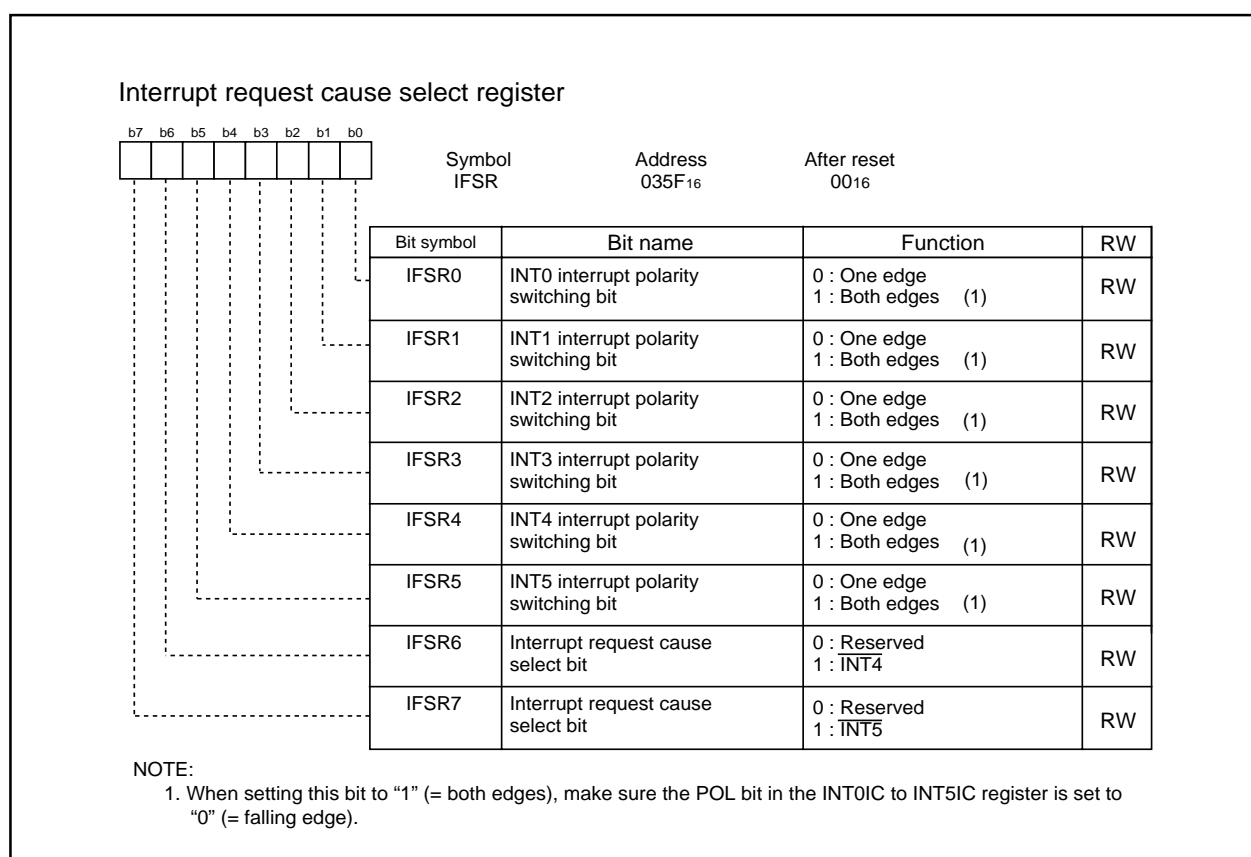 Interrupt request cause select register
b7 b6 b5 b4 b3 b2 b1 b0
Symbol Address After reset
IFSR 035F16 0016
Bit symbol Bit name Function RW
IFSR0 INT0 interrupt polarity 0 : One edge
switching bit 1 : Both edges (1) RW
IFSR1 INT1 interrupt polarity 0 : One edge
switching bit 1 : Both edges (1) RW
IFSR2 INT2 interrupt polarity 0 : One edge
switching bit 1 : Both edges (1) RW
IFSR3 INT3 interrupt polarity 0 : One edge
switching bit 1 : Both edges (1) RW
IFSR4 INT4 interrupt polarity 0 : One edge
switching bit 1 : Both edges (1) RW
IFSR5 INT5 interrupt polarity 0 : One edge
switching bit 1 : Both edges (1) RW
IFSR6 Interrupt request cause 0 : Reserved
select bit 1 : INT4 RW
IFSR7 Interrupt request cause 0 : Reserved
select bit 1 : INT5 RW
NOTE:
1. When setting this bit to “1” (= both edges), make sure the POL bit in the INT0IC to INT5IC register is set to
“0” (= falling edge).